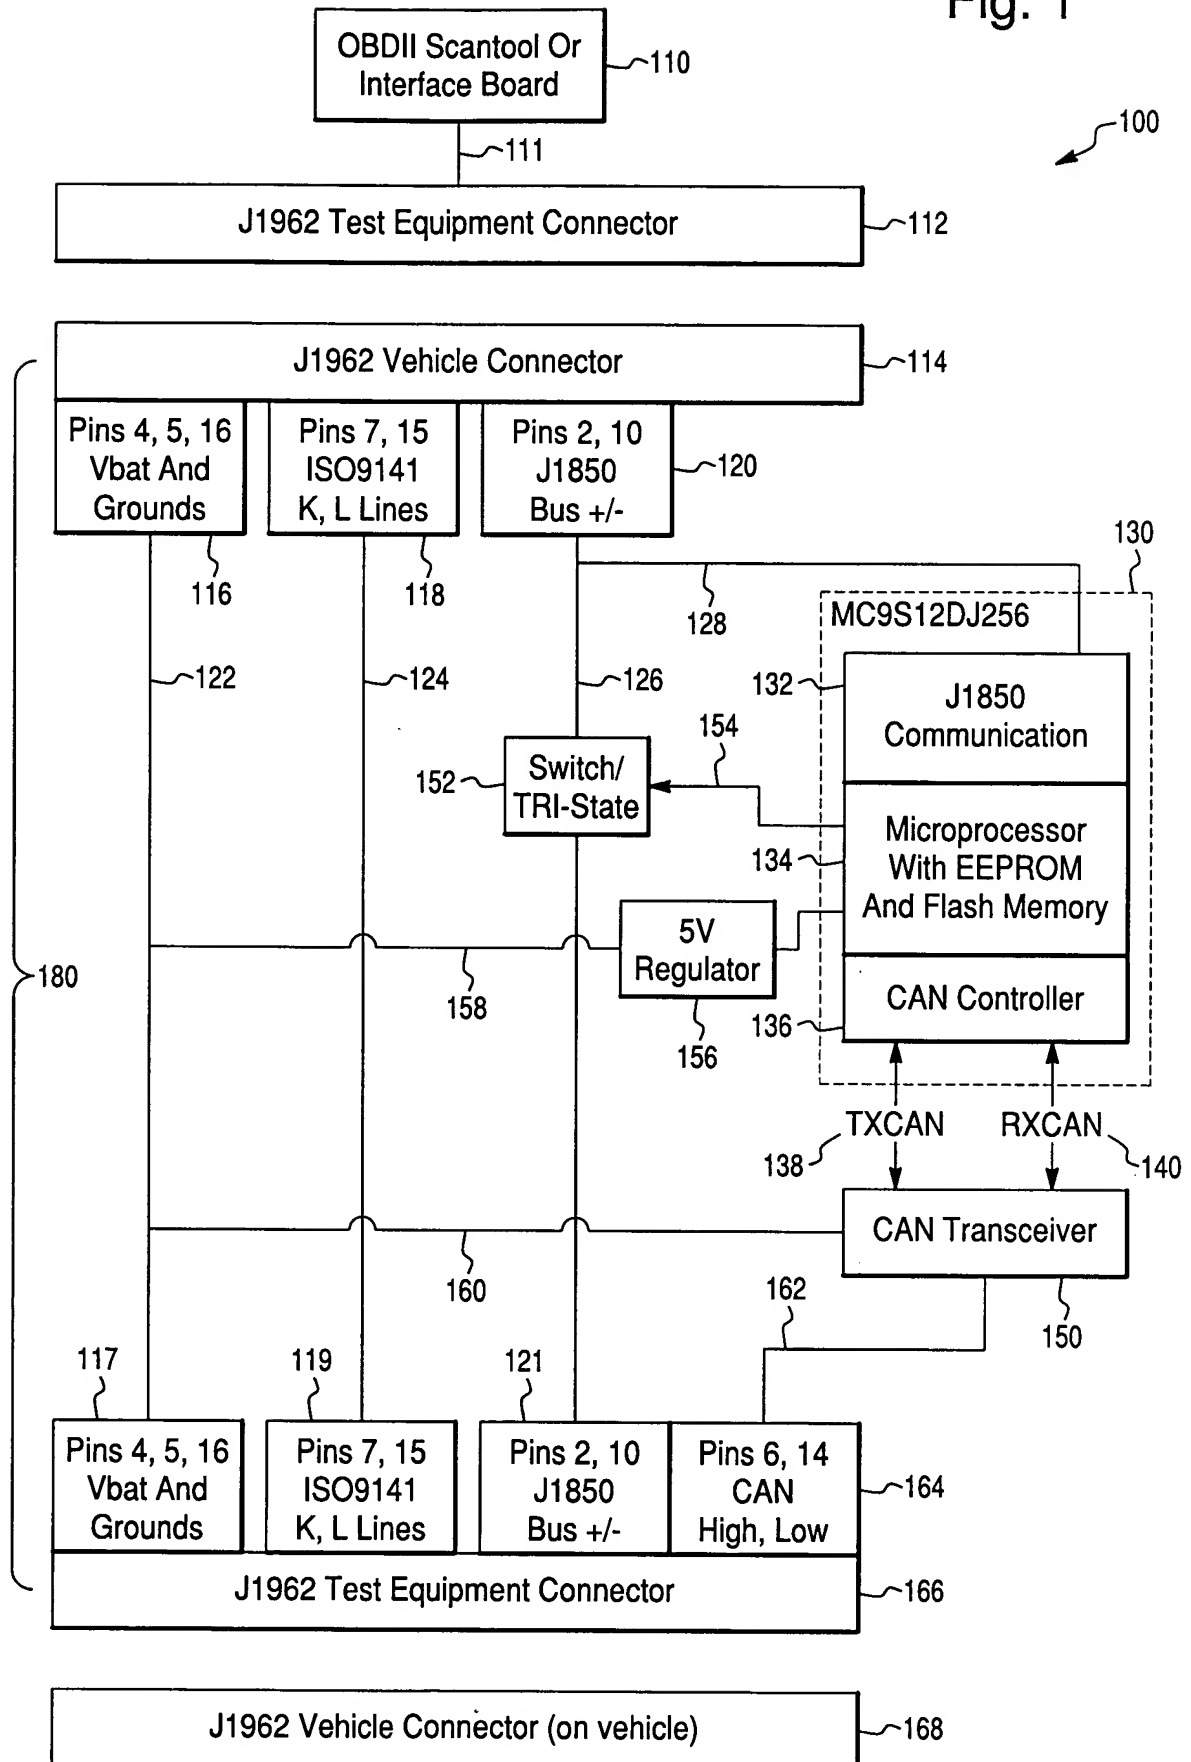 Fig. 1
OBDII Scantool Or
Interface Board
110
100
111
J1962 Test Equipment Connector
112
J1962 Vehicle Connector
114
Pins 4, 5, 16
Vbat And
Grounds
Pins 7, 15
ISO9141
K, L Lines
Pins 2, 10
J1850
Bus +/-
120
116
118
128
130
MC9S12DJ256
122
124
126
132
J1850
Communication
154
152
Switch/
TRI-State
134
Microprocessor
With EEPROM
And Flash Memory
5V
Regulator
158
156
136
CAN Controller
180
TXCAN
RXCAN
138
140
CAN Transceiver
160
162
150
117
119
121
Pins 4, 5, 16
Vbat And
Grounds
Pins 7, 15
ISO9141
K, L Lines
Pins 2, 10
J1850
Bus +/-
Pins 6, 14
CAN
High, Low
164
J1962 Test Equipment Connector
166
J1962 Vehicle Connector (on vehicle)
168